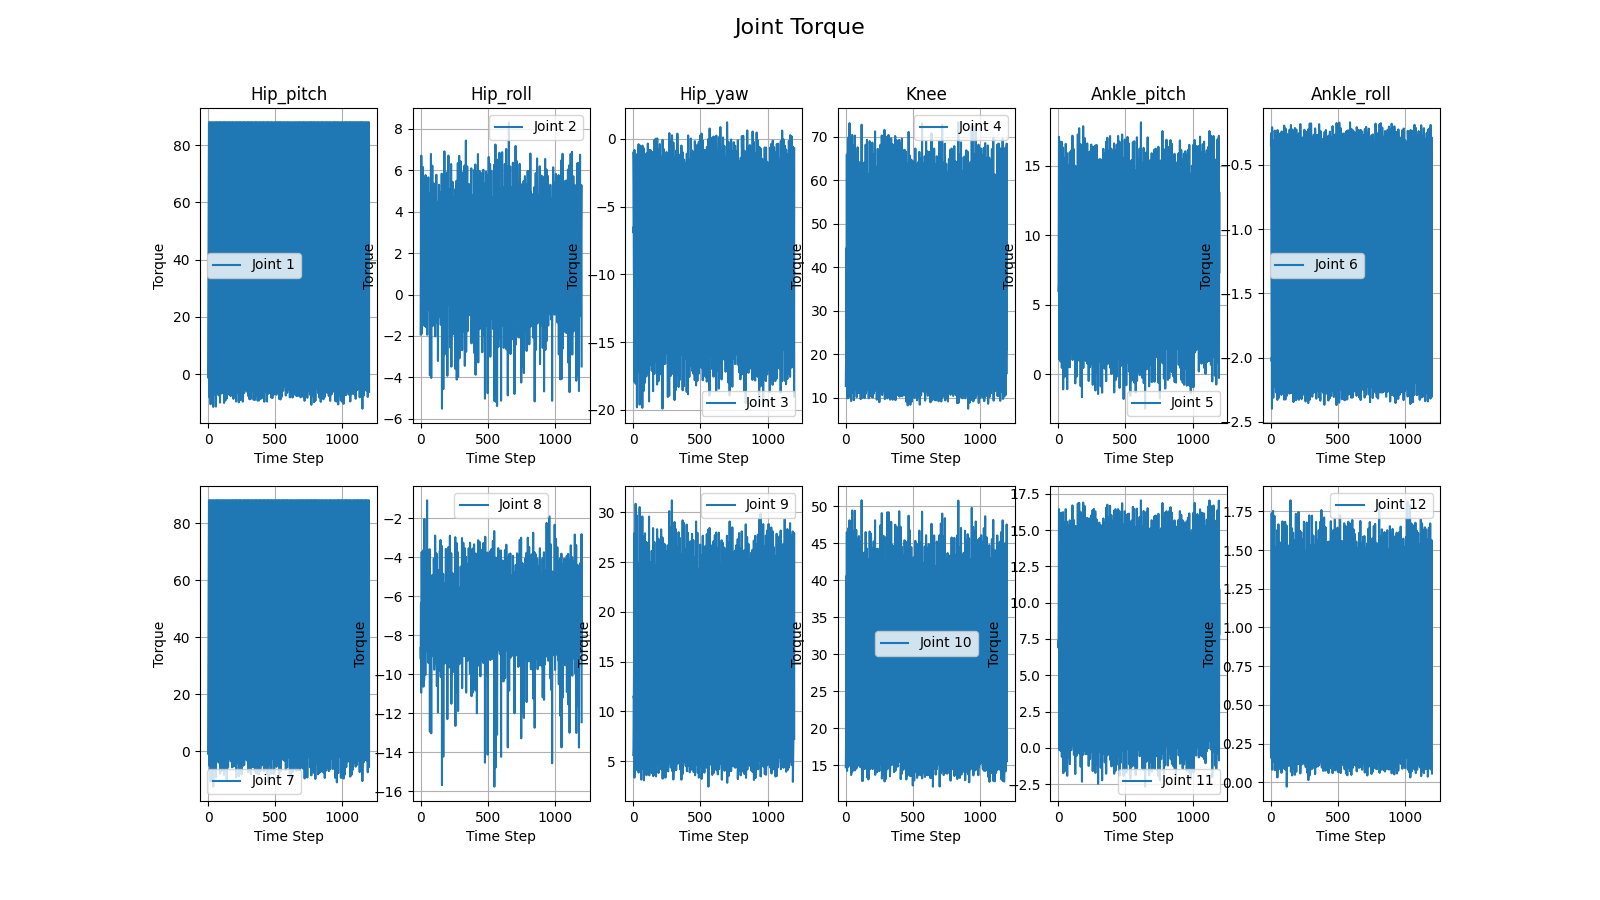 Joint Torque
Hip_pitch Hip_roll Hip_yaw Knee Ankle_pitch Ankle_roll
Torque
80
60
40
20
0
Joint 1
0 500 1000
Time Step
Torque
8
6
4
2
0
−2
−4
−6
Joint 2
0 500 1000
Time Step
Torque
0
−5
−10
−15
−20
Joint 3
0 500 1000
Time Step
Torque
70
60
50
40
30
20
10
Joint 4
0 500 1000
Time Step
Torque
15
10
5
0
Joint 5
0 500 1000
Time Step
Torque
−0.5
−1.0
−1.5
−2.0
−2.5
Joint 6
0 500 1000
Time Step
Torque
80
60
40
20
0
Joint 7
0 500 1000
Time Step
Torque
−2
−4
−6
−8
−10
−12
−14
−16
Joint 8
0 500 1000
Time Step
Torque
30
25
20
15
10
5
Joint 9
0 500 1000
Time Step
Torque
50
45
40
35
30
25
20
15
Joint 10
0 500 1000
Time Step
Torque
17.5
15.0
12.5
10.0
7.5
5.0
2.5
0.0
−2.5
Joint 11
0 500 1000
Time Step
Torque
1.75
1.50
1.25
1.00
0.75
0.50
0.25
0.00
Joint 12
0 500 1000
Time Step